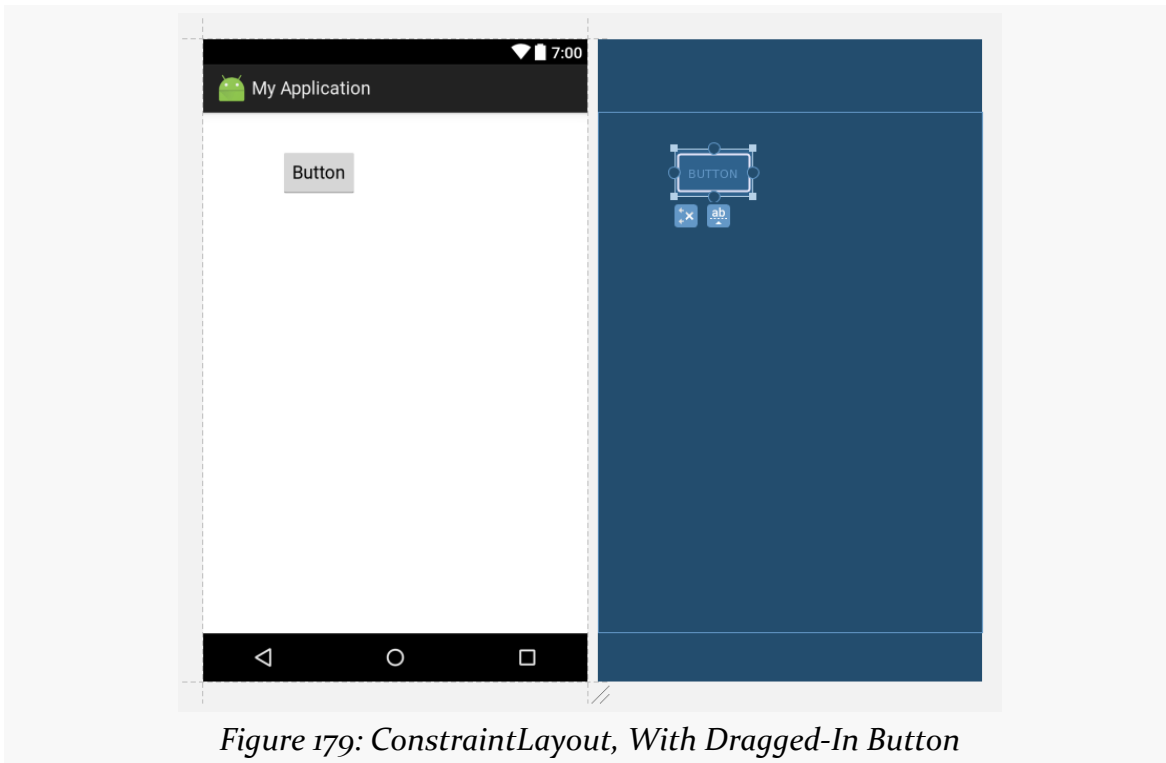 7:00
My Application
Button
BUTTON
ab
Figure 179: ConstraintLayout, With Dragged-In Button